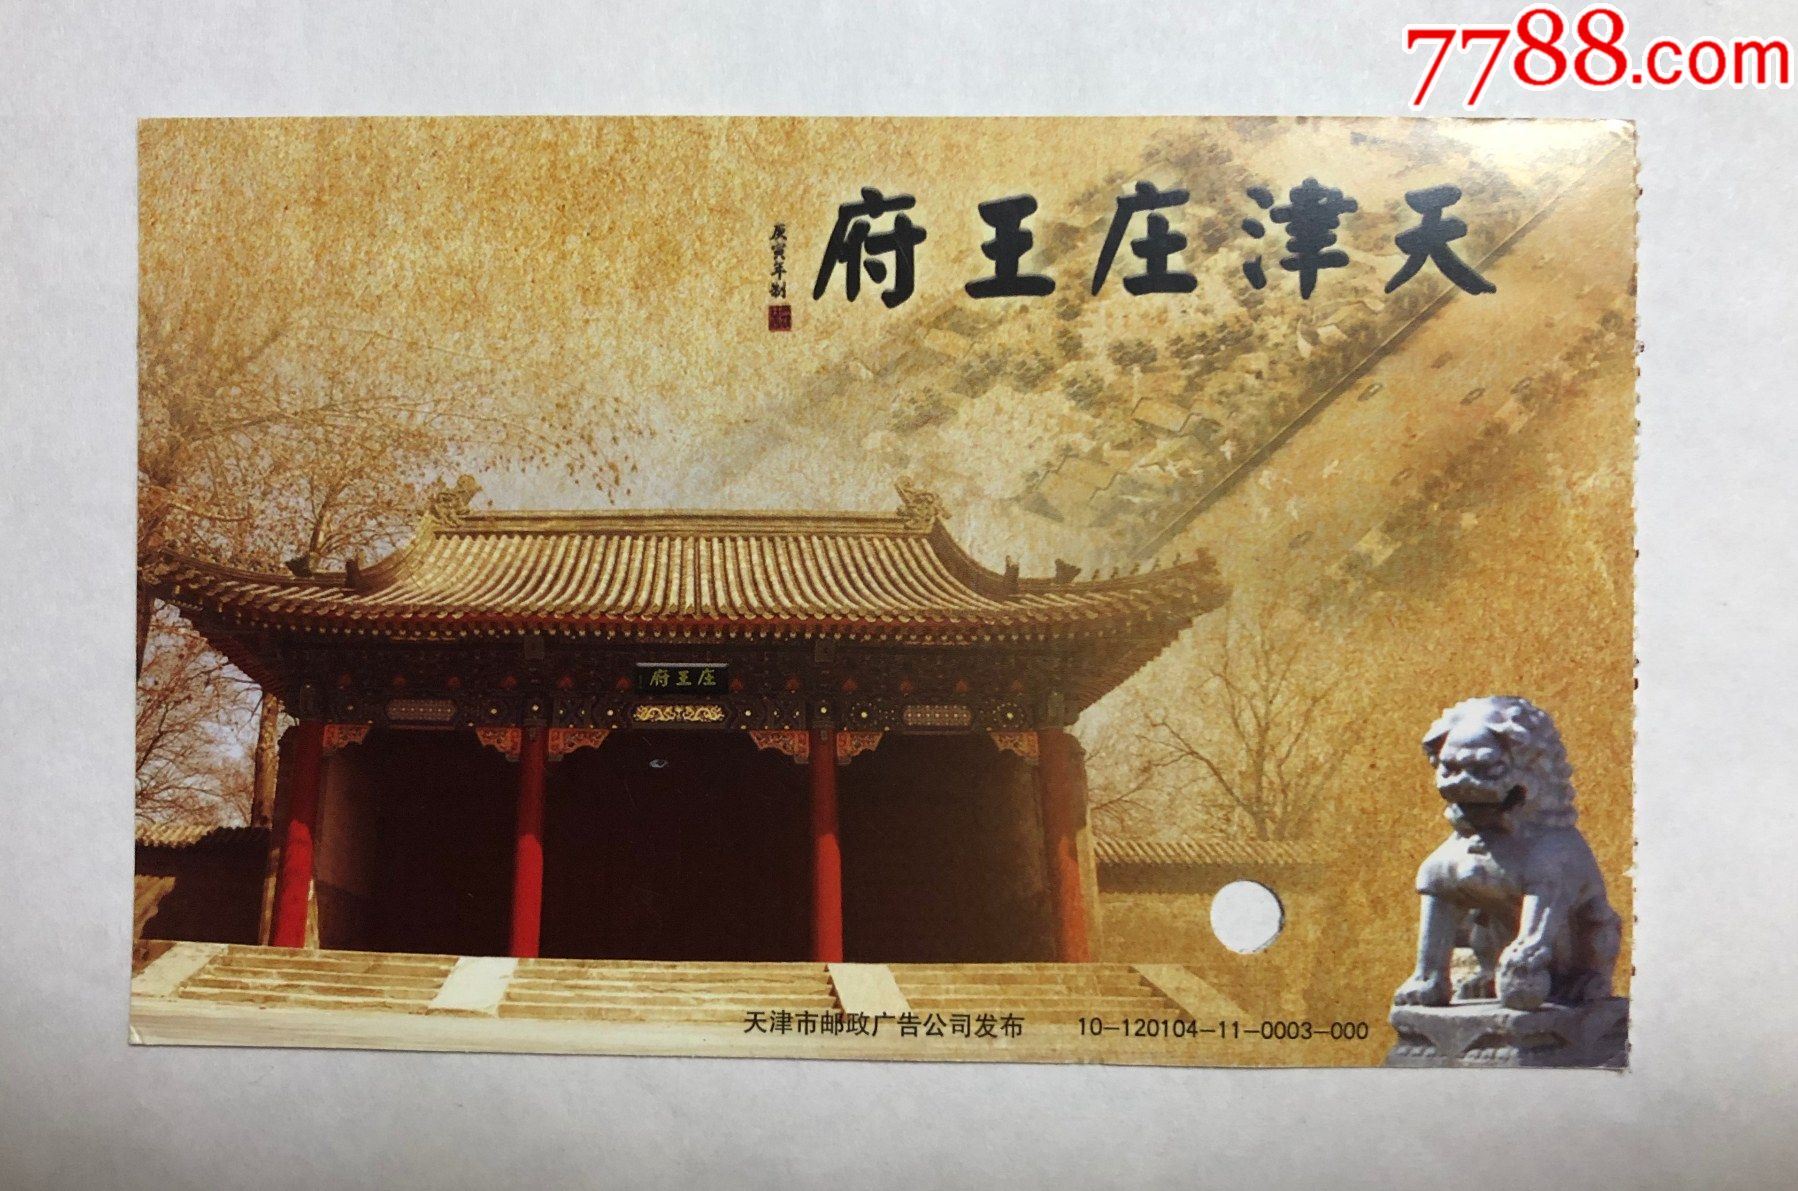 7788.com
天津庄王府
庚寅年制
庄王府
天津市邮政广告公司发布 10-120104-11-0003-000